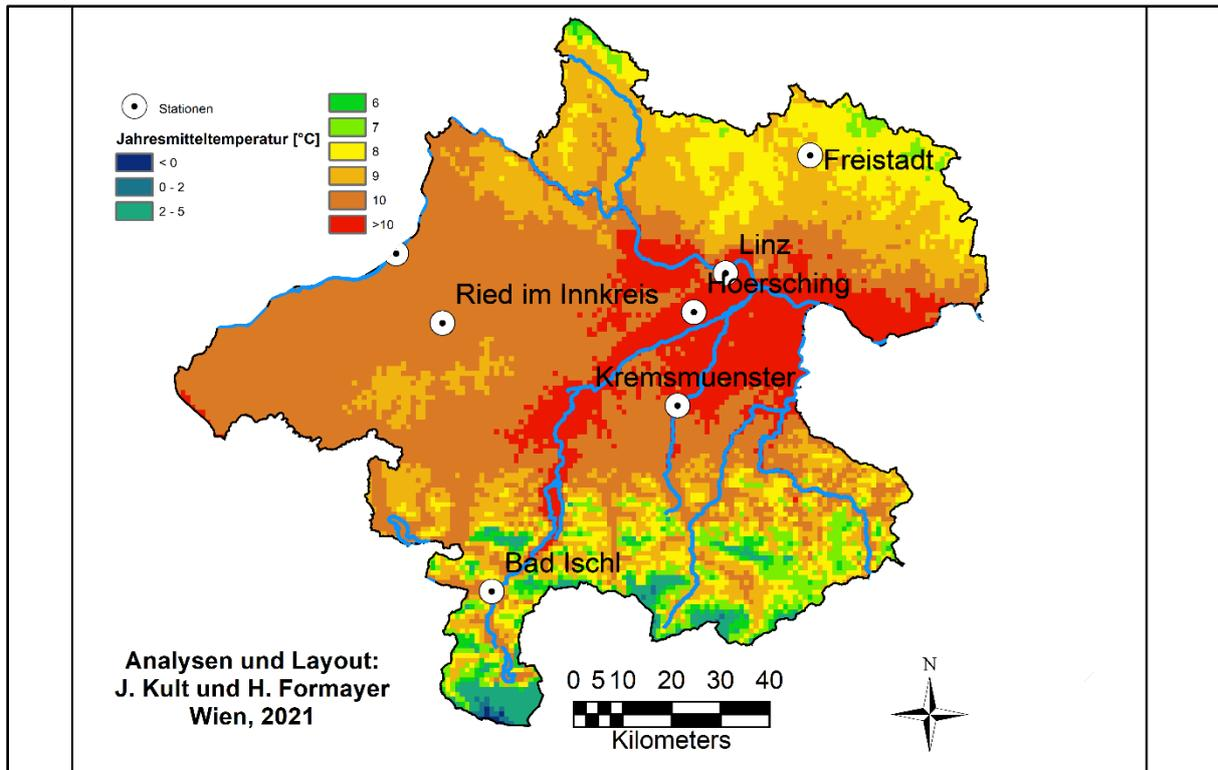 Stationen
Jahresmitteltemperatur [°C]
< 0
0 - 2
2 - 5
6
7
8
9
10
>10
Freistadt
Linz
Hoersching
Ried im Innkreis
Kremsmuenster
Bad Ischl
Analysen und Layout:
J. Kult und H. Formayer
Wien, 2021
0 5 10 20 30 40
Kilometers
N